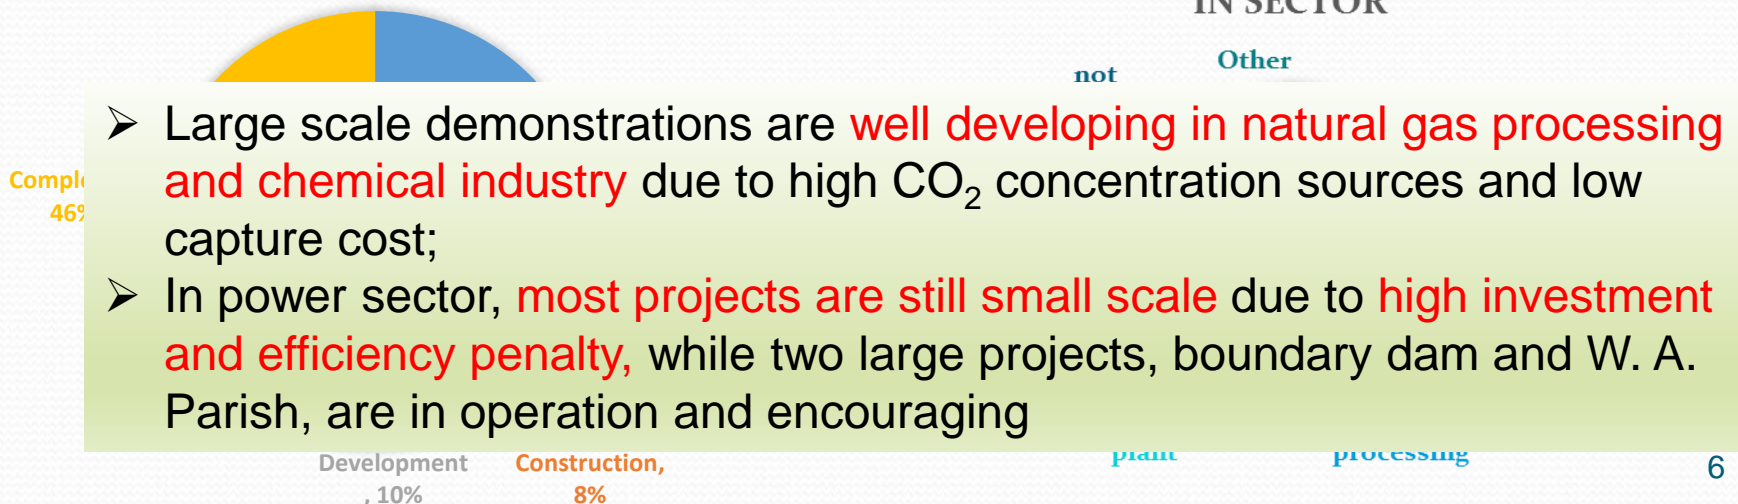 IN SECTOR
Other
not
➢ Large scale demonstrations are well developing in natural gas processing
and chemical industry due to high CO₂ concentration sources and low
capture cost;
➢ In power sector, most projects are still small scale due to high investment
and efficiency penalty, while two large projects, boundary dam and W. A.
Parish, are in operation and encouraging
46%
Development
, 10%
Construction,
8%
plant
processing
6